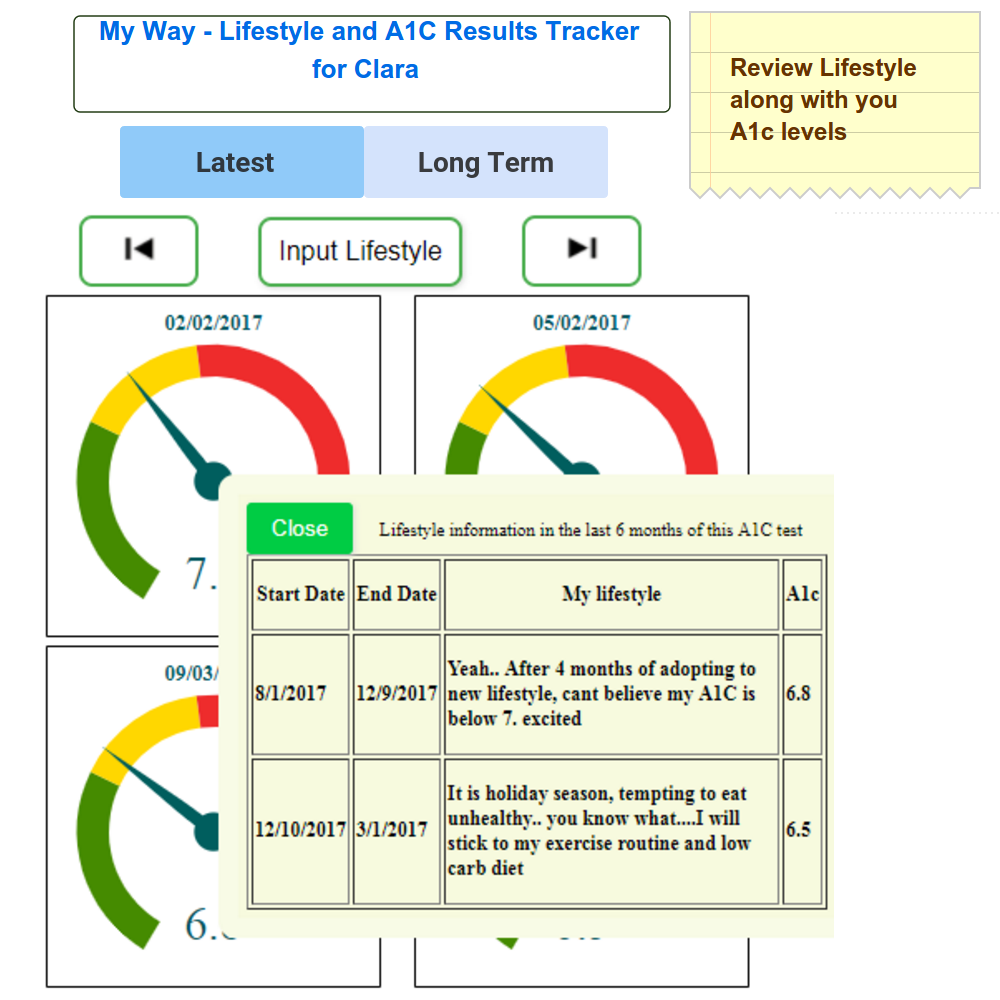 My Way - Lifestyle and A1C Results Tracker
for Clara
Review Lifestyle
along with you
A1c levels
Latest
Long Term
Input Lifestyle
02/02/2017
05/02/2017
7.
09/03/
6.
Close
Lifestyle information in the last 6 months of this A1C test
Start Date End Date My lifestyle A1c
8/1/2017 12/9/2017 Yeah.. After 4 months of adopting to
new lifestyle, cant believe my A1C is
below 7. excited 6.8
12/10/2017 3/1/2017 It is holiday season, tempting to eat
unhealthy.. you know what....I will
stick to my exercise routine and low
carb diet 6.5